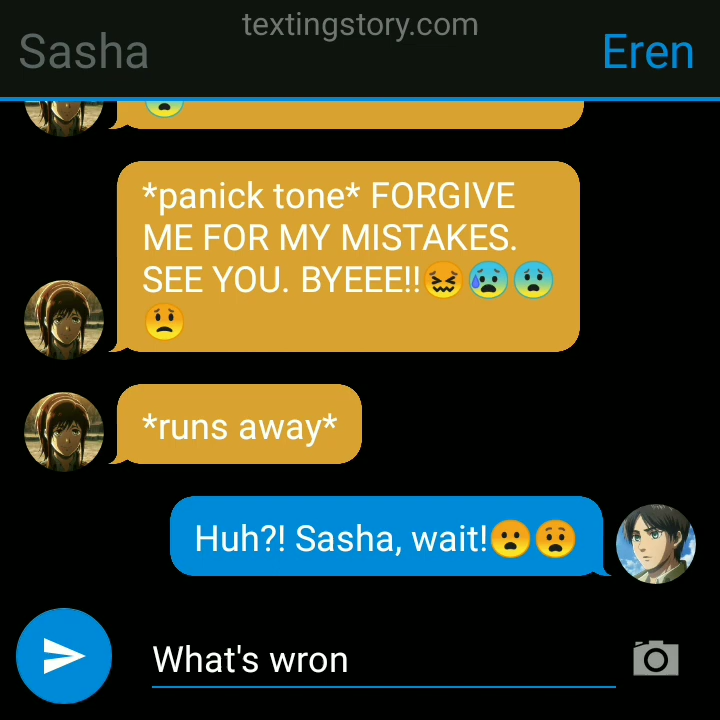 textingstory.com
Sasha
Eren
*panick tone* FORGIVE
ME FOR MY MISTAKES.
SEE YOU. BYEEE!!😖😰😨
😟
*runs away*
Huh?! Sasha, wait!😮😧
What's wron